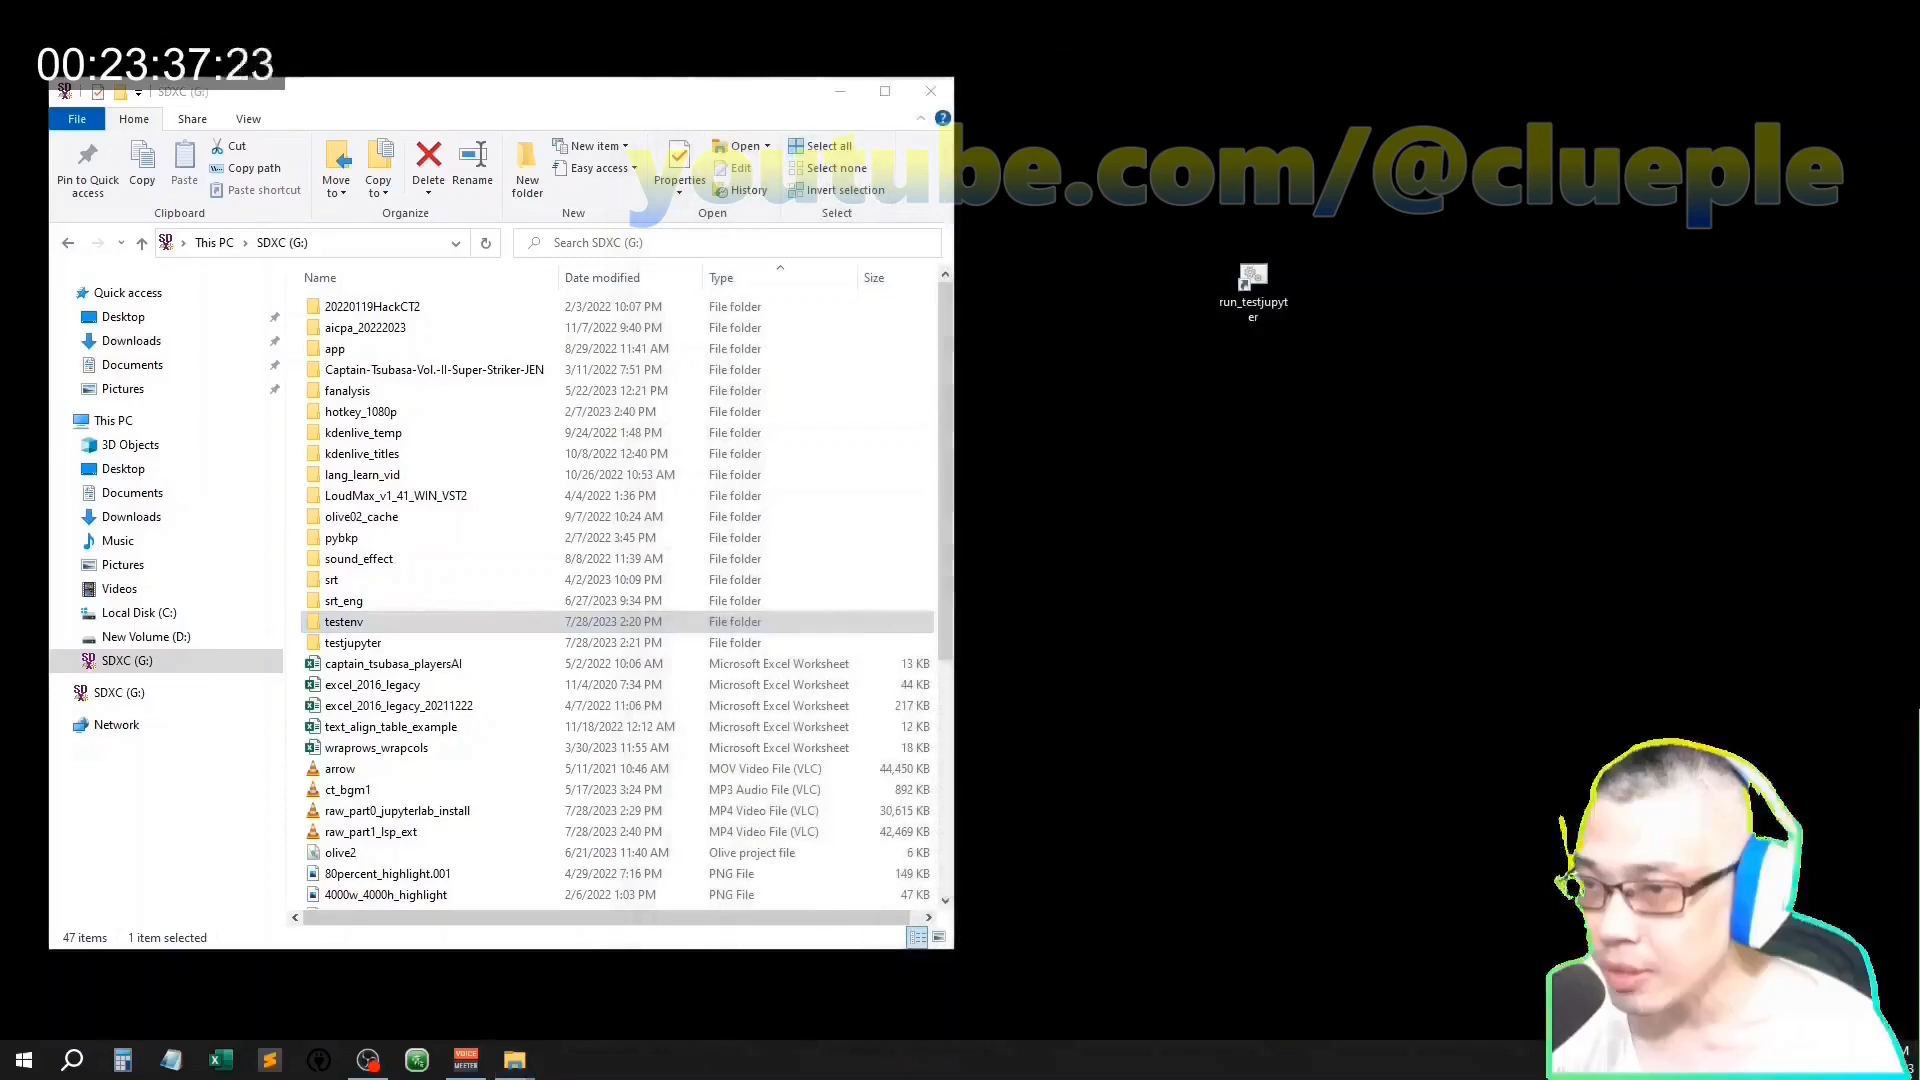 00:23:37:23
SDXC (G:)
File Home Share View
Pin to Quick access
Copy
Paste
Cut
Copy path
Paste shortcut
Clipboard
Move to
Copy to
Delete
Rename
Organize
New folder
New item
Easy access
New
Properties
Open
Edit
History
Open
Select all
Select none
Invert selection
Select
youtube.com/@clueple
This PC SDXC (G:)
Search SDXC (G:)
Quick access
Desktop
Downloads
Documents
Pictures
This PC
3D Objects
Desktop
Documents
Downloads
Music
Pictures
Videos
Local Disk (C:)
New Volume (D:)
SDXC (G:)
SDXC (G:)
Network
Name Date modified Type Size
20220119HackCT2 2/3/2022 10:07 PM File folder
aicpa_20222023 11/7/2022 9:40 PM File folder
app 8/29/2022 11:41 AM File folder
Captain-Tsubasa-Vol.-II-Super-Striker-JEN 3/11/2022 7:51 PM File folder
fanalysis 5/22/2023 12:21 PM File folder
hotkey_1080p 2/7/2023 2:40 PM File folder
kdenlive_temp 9/24/2022 1:48 PM File folder
kdenlive_titles 10/8/2022 12:40 PM File folder
lang_learn_vid 10/26/2022 10:53 AM File folder
LoudMax_v1_41_WIN_VST2 4/4/2022 1:36 PM File folder
olive02_cache 9/7/2022 10:24 AM File folder
pybkp 2/7/2022 3:45 PM File folder
sound_effect 8/8/2022 11:39 AM File folder
srt 4/2/2023 10:09 PM File folder
srt_eng 6/27/2023 9:34 PM File folder
testenv 7/28/2023 2:20 PM File folder
testjupyter 7/28/2023 2:21 PM File folder
captain_tsubasa_playersAI 5/2/2022 10:06 AM Microsoft Excel Worksheet 13 KB
excel_2016_legacy 11/4/2020 7:34 PM Microsoft Excel Worksheet 44 KB
excel_2016_legacy_20211222 4/7/2022 11:06 PM Microsoft Excel Worksheet 217 KB
text_align_table_example 11/18/2022 12:12 AM Microsoft Excel Worksheet 12 KB
wraprows_wrapcols 3/30/2023 11:55 AM Microsoft Excel Worksheet 18 KB
arrow 5/11/2021 10:46 AM MOV Video File (VLC) 44,450 KB
ct_bgm1 5/17/2023 3:24 PM MP3 Audio File (VLC) 892 KB
raw_part0_jupyterlab_install 7/28/2023 2:29 PM MP4 Video File (VLC) 30,615 KB
raw_part1_lsp_ext 7/28/2023 2:40 PM MP4 Video File (VLC) 42,469 KB
olive2 6/21/2023 11:40 AM Olive project file 6 KB
80percent_highlight.001 4/29/2022 7:16 PM PNG File 149 KB
4000w_4000h_highlight 2/6/2022 1:03 PM PNG File 47 KB
47 items 1 item selected
run_testjupyt
er
VOICE
MEETER